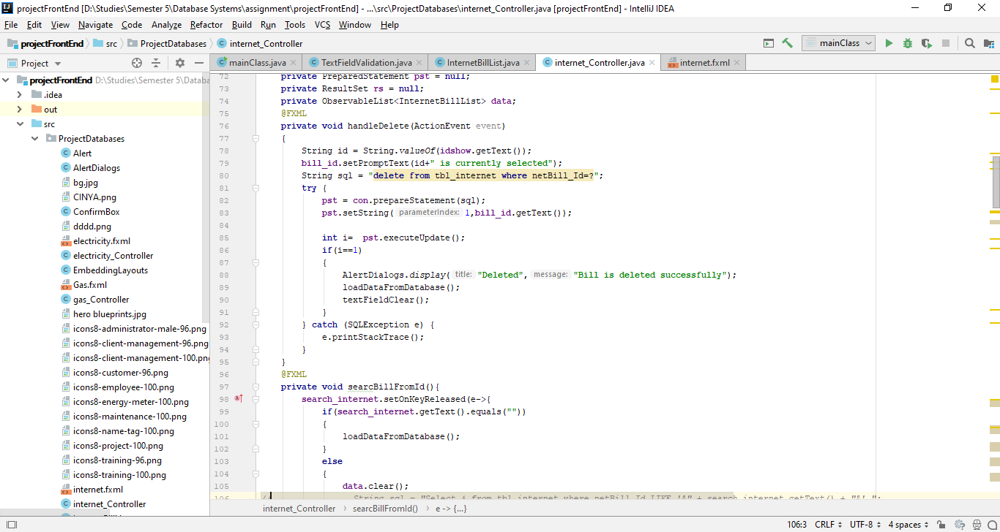 projectFrontEnd [D:\Studies\Semester 5\Database Systems\assignment\projectFrontEnd] - ...\src\ProjectDatabases\internet_Controller.java [projectFrontEnd] - IntelliJ IDEA
File Edit View Navigate Code Analyze Refactor Build Run Tools VCS Window Help
projectFrontEnd src ProjectDatabases internet_Controller mainClass
Project
mainClass.java TextFieldValidation.java InternetBillList.java internet_Controller.java internet.fxml
projectFrontEnd D:\Studies\Semester 5\Databa
.idea
out
src
ProjectDatabases
Alert
AlertDialogs
bg.jpg
CINYA.png
ConfirmBox
dddd.png
electricity.fxml
electricity_Controller
EmbeddingLayouts
Gas.fxml
gas_Controller
hero blueprints.jpg
icons8-administrator-male-96.png
icons8-client-management-96.png
icons8-client-management-100.png
icons8-customer-96.png
icons8-employee-100.png
icons8-energy-meter-100.png
icons8-maintenance-100.png
icons8-name-tag-100.png
icons8-project-100.png
icons8-training-96.png
icons8-training-100.png
internet.fxml
internet_Controller
72 private PreparedStatement pst = null;
73 private ResultSet rs = null;
74 private ObservableList<InternetBillList> data;
75 @FXML
76 private void handleDelete(ActionEvent event)
77 {
78 String id = String.valueOf(idshow.getText());
79 bill_id.setPromptText(id+" is currently selected");
80 String sql = "delete from tbl_internet where netBill_Id=?";
81 try {
82 pst = con.prepareStatement(sql);
83 pst.setString( parameterIndex: 1,bill_id.getText());
84
85 int i= pst.executeUpdate();
86 if(i==1)
87 {
88 AlertDialogs.display( title: "Deleted", message: "Bill is deleted successfully");
89 loadDataFromDatabase();
90 textFieldClear();
91 }
92 } catch (SQLException e) {
93 e.printStackTrace();
94 }
95 }
96 @FXML
97 private void searcBillFromId(){
98 search_internet.setOnKeyReleased(e->{
99 if(search_internet.getText().equals(""))
100 {
101 loadDataFromDatabase();
102 }
103 else
104 {
105 data.clear();
106 // String sql = "Select * from tbl_internet where netBill_Id LIKE '%" + search_internet.getText() + "%' ";
internet_Controller searcBillFromId() e -> {...}
106:3 CRLF UTF-8 4 spaces